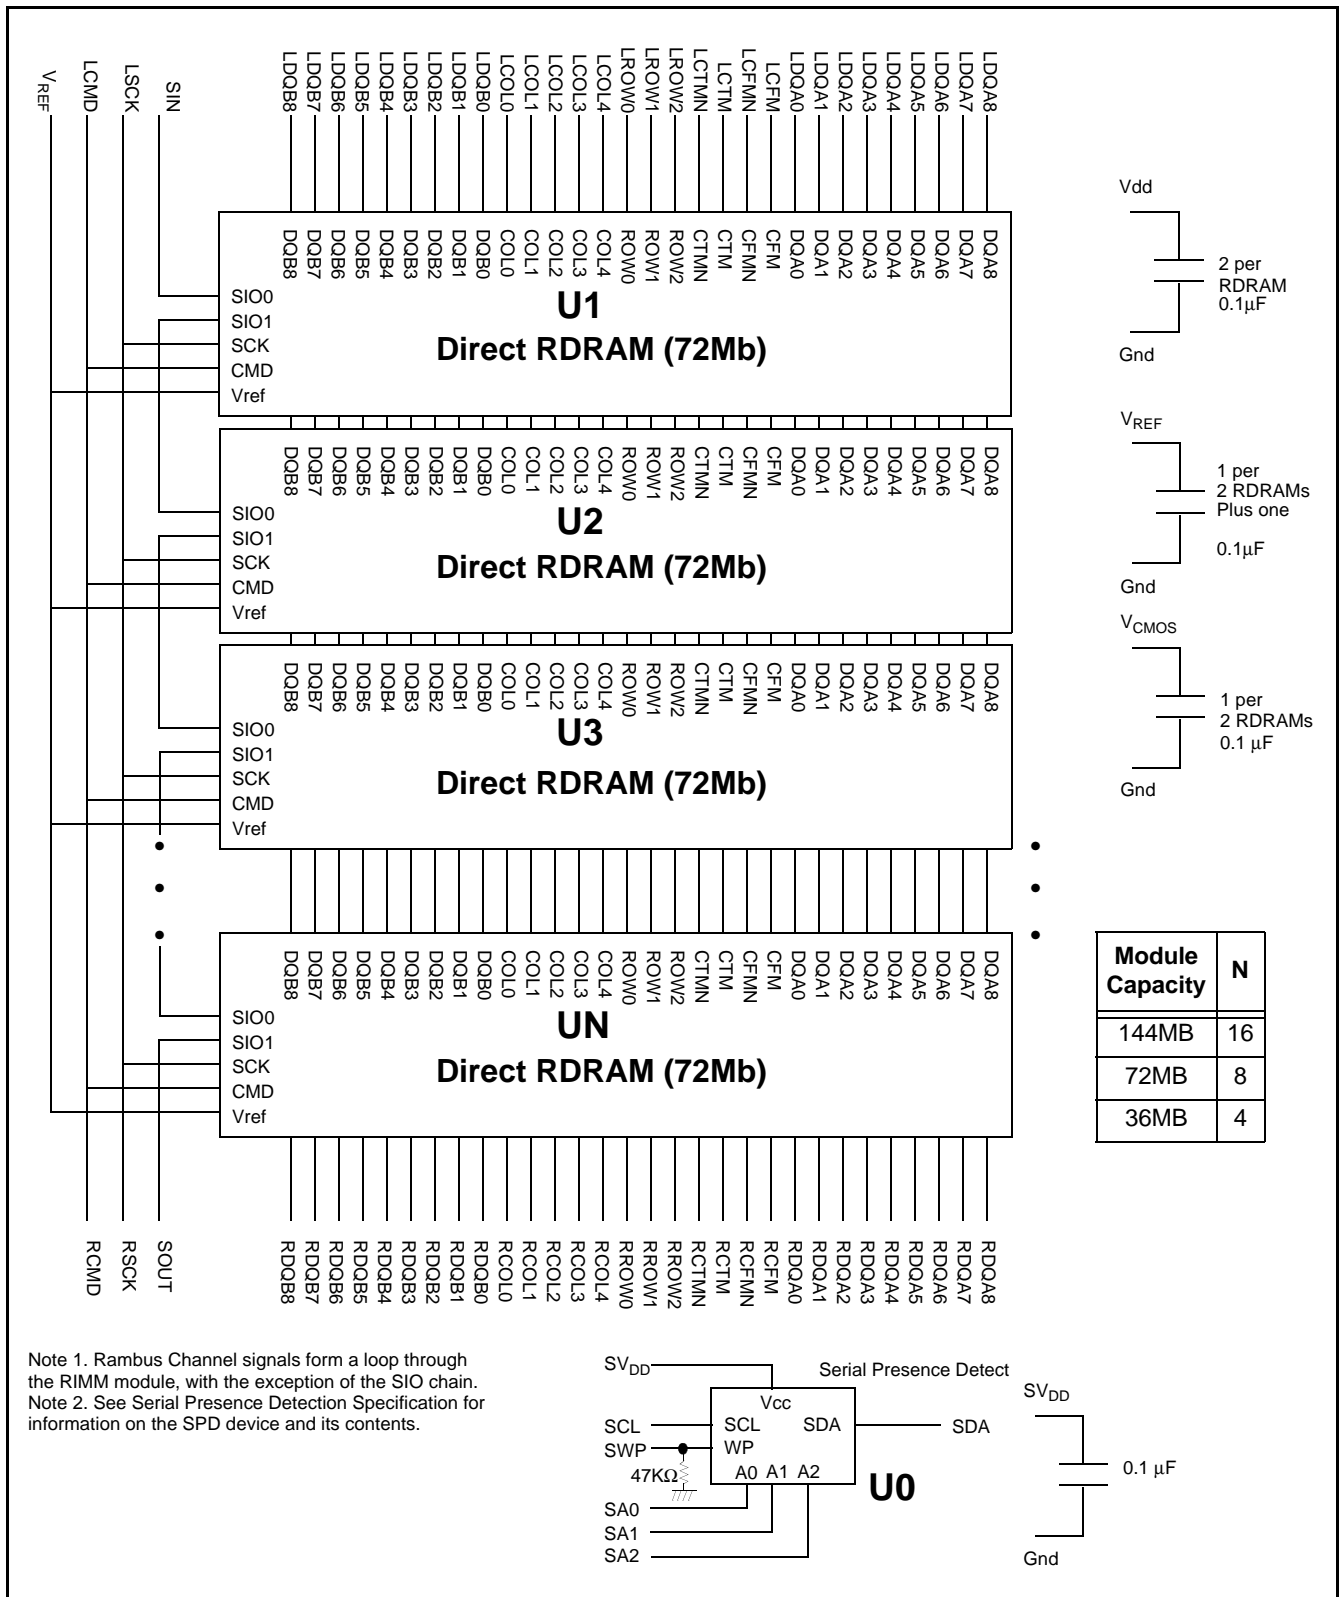 VREF
LCMD
LSCK
SIN
LDQB8
LDQB7
LDQB6
LDQB5
LDQB4
LDQB3
LDQB2
LDQB1
LDQB0
LCOL0
LCOL1
LCOL2
LCOL3
LCOL4
LROW0
LROW1
LROW2
LCTMN
LCTM
LCFMN
LCFM
LDQA0
LDQA1
LDQA2
LDQA3
LDQA4
LDQA5
LDQA6
LDQA7
LDQA8
DQB8
DQB7
DQB6
DQB5
DQB4
DQB3
DQB2
DQB1
DQB0
COL0
COL1
COL2
COL3
COL4
ROW0
ROW1
ROW2
CTMN
CTM
CFMN
CFM
DQA0
DQA1
DQA2
DQA3
DQA4
DQA5
DQA6
DQA7
DQA8
SIO0
SIO1
SCK
CMD
Vref
U1
Direct RDRAM (72Mb)
DQB8
DQB7
DQB6
DQB5
DQB4
DQB3
DQB2
DQB1
DQB0
COL0
COL1
COL2
COL3
COL4
ROW0
ROW1
ROW2
CTMN
CTM
CFMN
CFM
DQA0
DQA1
DQA2
DQA3
DQA4
DQA5
DQA6
DQA7
DQA8
SIO0
SIO1
SCK
CMD
Vref
U2
Direct RDRAM (72Mb)
DQB8
DQB7
DQB6
DQB5
DQB4
DQB3
DQB2
DQB1
DQB0
COL0
COL1
COL2
COL3
COL4
ROW0
ROW1
ROW2
CTMN
CTM
CFMN
CFM
DQA0
DQA1
DQA2
DQA3
DQA4
DQA5
DQA6
DQA7
DQA8
SIO0
SIO1
SCK
CMD
Vref
U3
Direct RDRAM (72Mb)
DQB8
DQB7
DQB6
DQB5
DQB4
DQB3
DQB2
DQB1
DQB0
COL0
COL1
COL2
COL3
COL4
ROW0
ROW1
ROW2
CTMN
CTM
CFMN
CFM
DQA0
DQA1
DQA2
DQA3
DQA4
DQA5
DQA6
DQA7
DQA8
SIO0
SIO1
SCK
CMD
Vref
UN
Direct RDRAM (72Mb)
RCMD
RSCK
SOUT
RDQB8
RDQB7
RDQB6
RDQB5
RDQB4
RDQB3
RDQB2
RDQB1
RDQB0
RCOL0
RCOL1
RCOL2
RCOL3
RCOL4
RROW0
RROW1
RROW2
RCTMN
RCTM
RCFMN
RCFM
RDQA0
RDQA1
RDQA2
RDQA3
RDQA4
RDQA5
RDQA6
RDQA7
RDQA8
Vdd
2 per
RDRAM
0.1µF
Gnd
VREF
1 per
2 RDRAMs
Plus one
0.1µF
Gnd
VCMOS
1 per
2 RDRAMs
0.1 µF
Gnd
Module Capacity N
144MB 16
72MB 8
36MB 4
Note 1. Rambus Channel signals form a loop through
the RIMM module, with the exception of the SIO chain.
Note 2. See Serial Presence Detection Specification for
information on the SPD device and its contents.
SVDD
Serial Presence Detect
Vcc
SCL
SCL
SDA
SDA
SWP
WP
47KΩ
A0 A1 A2
U0
SA0
SA1
SA2
SVDD
0.1 µF
Gnd